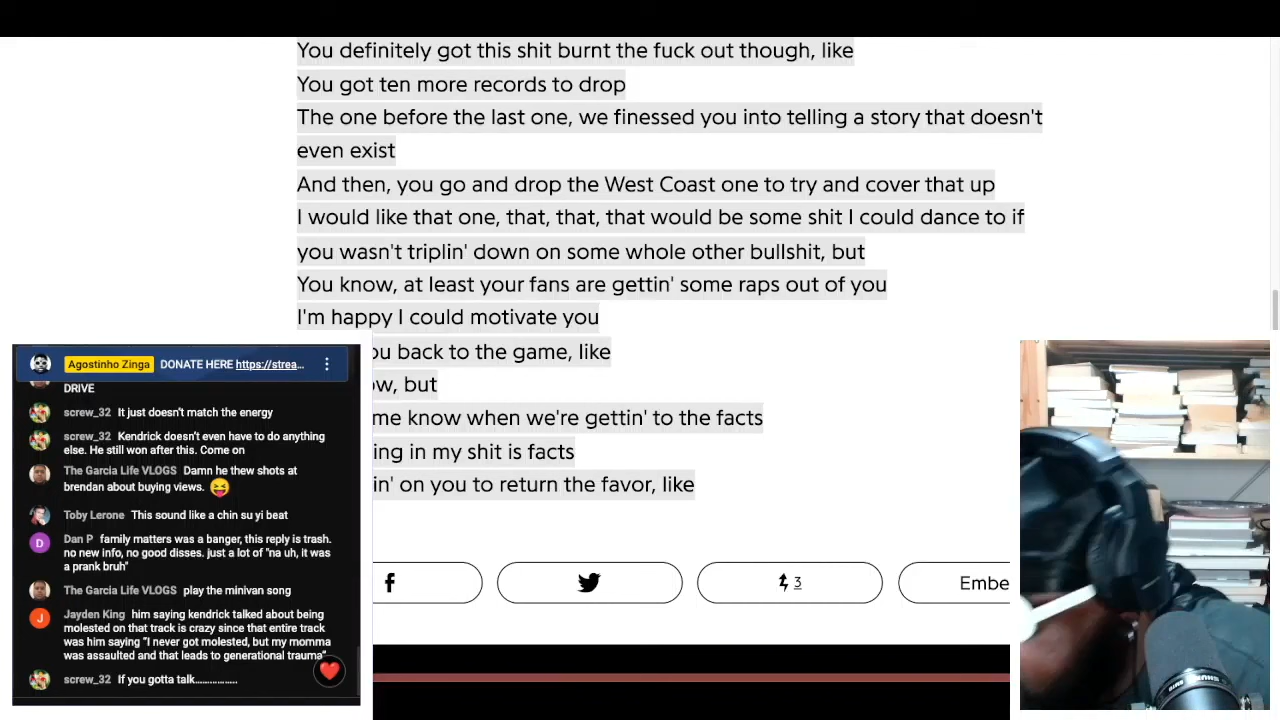 You definitely got this shit burnt the fuck out though, like
You got ten more records to drop
The one before the last one, we finessed you into telling a story that doesn't
even exist
And then, you go and drop the West Coast one to try and cover that up
I would like that one, that, that, that would be some shit I could dance to if
you wasn't triplin' down on some whole other bullshit, but
You know, at least your fans are gettin' some raps out of you
I'm happy I could motivate you
ou back to the game, like
ow, but
me know when we're gettin' to the facts
ing in my shit is facts
in' on you to return the favor, like
f
3
Embe
Agostinho Zinga DONATE HERE https://strea...
DRIVE
screw_32 It just doesn't match the energy
screw_32 Kendrick doesn't even have to do anything
else. He still won after this. Come on
The Garcia Life VLOGS Damn he thew shots at
brendan about buying views. 😝
Toby Lerone This sound like a chin su yi beat
D
Dan P family matters was a banger, this reply is trash.
no new info, no good disses. just a lot of "na uh, it was
a prank bruh"
The Garcia Life VLOGS play the minivan song
J
Jayden King him saying kendrick talked about being
molested on that track is crazy since that entire track
was him saying "I never got molested, but my momma
was assaulted and that leads to generational trauma"
screw_32 If you gotta talk.................
SHURE